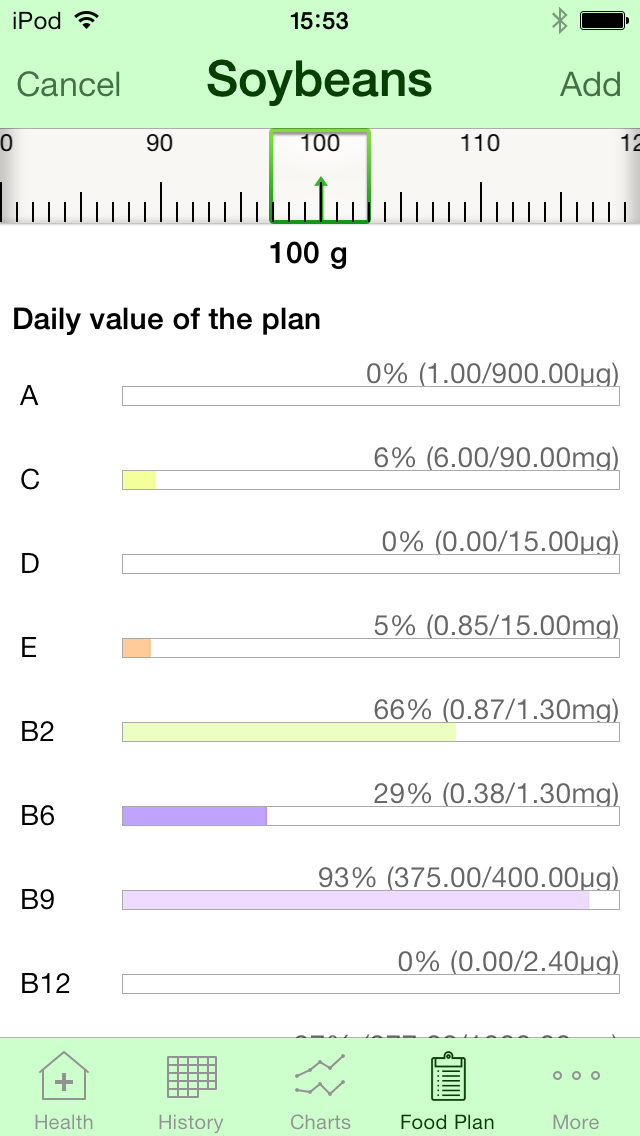 iPod 15:53
Cancel Soybeans Add
90 100 110
100 g
Daily value of the plan
0% (1.00/900.00µg)
A
6% (6.00/90.00mg)
C
0% (0.00/15.00µg)
D
5% (0.85/15.00mg)
E
66% (0.87/1.30mg)
B2
29% (0.38/1.30mg)
B6
93% (375.00/400.00µg)
B9
0% (0.00/2.40µg)
B12
Health History Charts Food Plan More